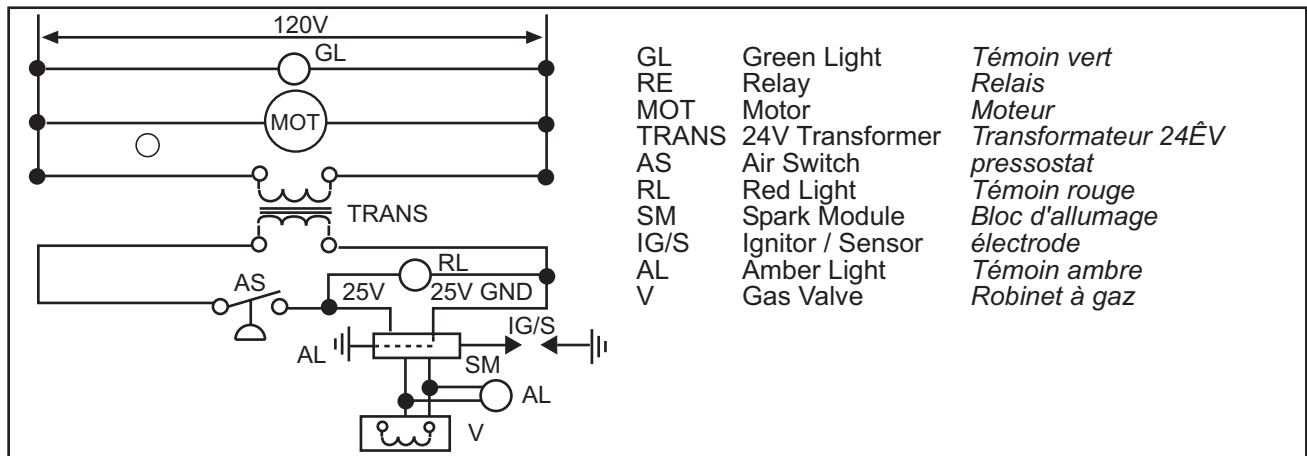 120V
GL
MOT
TRANS
AS
RL
25V
25V GND
IG/S
AL
SM
AL
V
GL Green Light Témoin vert
RE Relay Relais
MOT Motor Moteur
TRANS 24V Transformer Transformateur 24ÊV
AS Air Switch pressostat
RL Red Light Témoin rouge
SM Spark Module Bloc d'allumage
IG/S Ignitor / Sensor électrode
AL Amber Light Témoin ambre
V Gas Valve Robinet à gaz